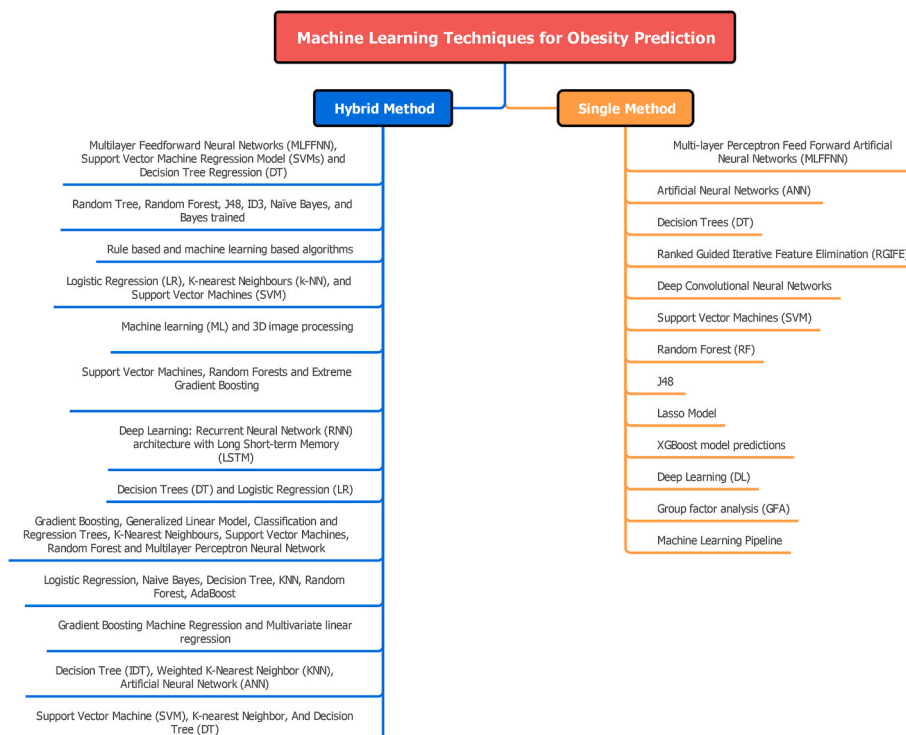 Machine Learning Techniques for Obesity Prediction
Hybrid Method
Multilayer Feedforward Neural Networks (MLFFNN),
Support Vector Machine Regression Model (SVMs) and
Decision Tree Regression (DT)
Random Tree, Random Forest, J48, ID3, Naïve Bayes, and
Bayes trained
Rule based and machine learning based algorithms
Logistic Regression (LR), K-nearest Neighbours (k-NN), and
Support Vector Machines (SVM)
Machine learning (ML) and 3D image processing
Support Vector Machines, Random Forests and Extreme
Gradient Boosting
Deep Learning: Recurrent Neural Network (RNN)
architecture with Long Short-term Memory
(LSTM)
Decision Trees (DT) and Logistic Regression (LR)
Gradient Boosting, Generalized Linear Model, Classification and
Regression Trees, K-Nearest Neighbours, Support Vector Machines,
Random Forest and Multilayer Perceptron Neural Network
Logistic Regression, Naive Bayes, Decision Tree, KNN, Random
Forest, AdaBoost
Gradient Boosting Machine Regression and Multivariate linear
regression
Decision Tree (IDT), Weighted K-Nearest Neighbor (KNN),
Artificial Neural Network (ANN)
Support Vector Machine (SVM), K-nearest Neighbor, And Decision
Tree (DT)
Single Method
Multi-layer Perceptron Feed Forward Artificial
Neural Networks (MLFFNN)
Artificial Neural Networks (ANN)
Decision Trees (DT)
Ranked Guided Iterative Feature Elimination (RGIFE)
Deep Convolutional Neural Networks
Support Vector Machines (SVM)
Random Forest (RF)
J48
Lasso Model
XGBoost model predictions
Deep Learning (DL)
Group factor analysis (GFA)
Machine Learning Pipeline